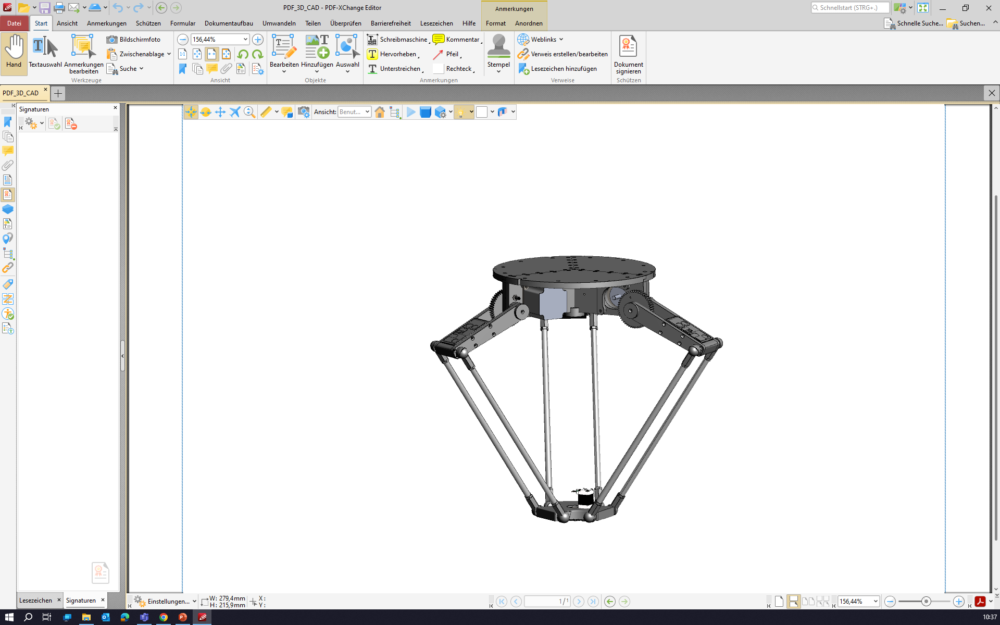 PDF_3D_CAD - PDF-XChange Editor
Anmerkungen
Schnellstart (STRG+.)
Datei
Start
Ansicht
Anmerkungen
Schützen
Formular
Dokumentaufbau
Umwandeln
Teilen
Überprüfen
Barrierefreiheit
Lesezeichen
Hilfe
Format
Anordnen
Schnelle Suche...
Suchen...
Hand
Textauswahl
Anmerkungen
bearbeiten
Bildschirmfoto
Zwischenablage
Suche
Werkzeuge
156,44%
1:1
Ansicht
Bearbeiten
Hinzufügen
Auswahl
Objekte
Schreibmaschine
Hervorheben
Unterstreichen
Kommentar
Pfeil
Rechteck
Anmerkungen
Stempel
Weblinks
Verweis erstellen/bearbeiten
Lesezeichen hinzufügen
Verweise
Dokument
signieren
Schützen
PDF_3D_CAD
Signaturen
Ansicht:
Benut...
Lesezeichen
Signaturen
Einstellungen...
W: 279,4mm
H: 215,9mm
X:
Y:
1/1
156,44%
10:37